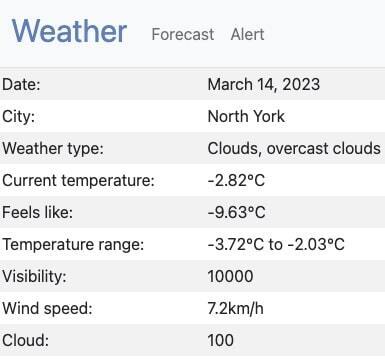 Weather Forecast Alert
Date: March 14, 2023
City: North York
Weather type: Clouds, overcast clouds
Current temperature: -2.82°C
Feels like: -9.63°C
Temperature range: -3.72°C to -2.03°C
Visibility: 10000
Wind speed: 7.2km/h
Cloud: 100